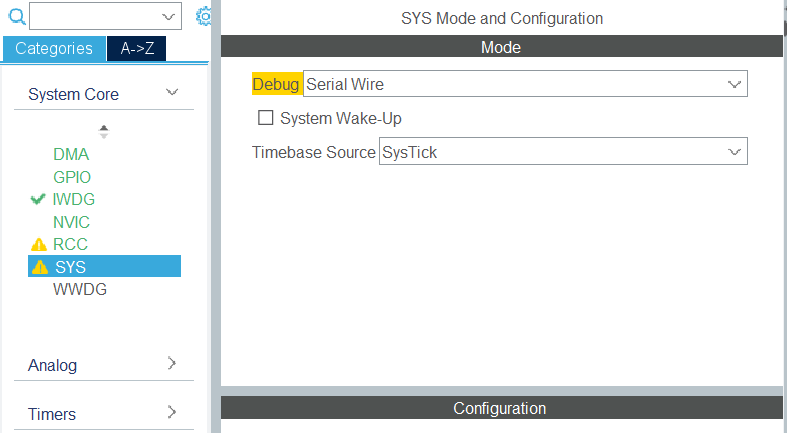 Categories
A->Z
System Core
DMA
GPIO
IWDG
NVIC
RCC
SYS
WWDG
Analog
Timers
SYS Mode and Configuration
Mode
Debug Serial Wire
System Wake-Up
Timebase Source SysTick
Configuration